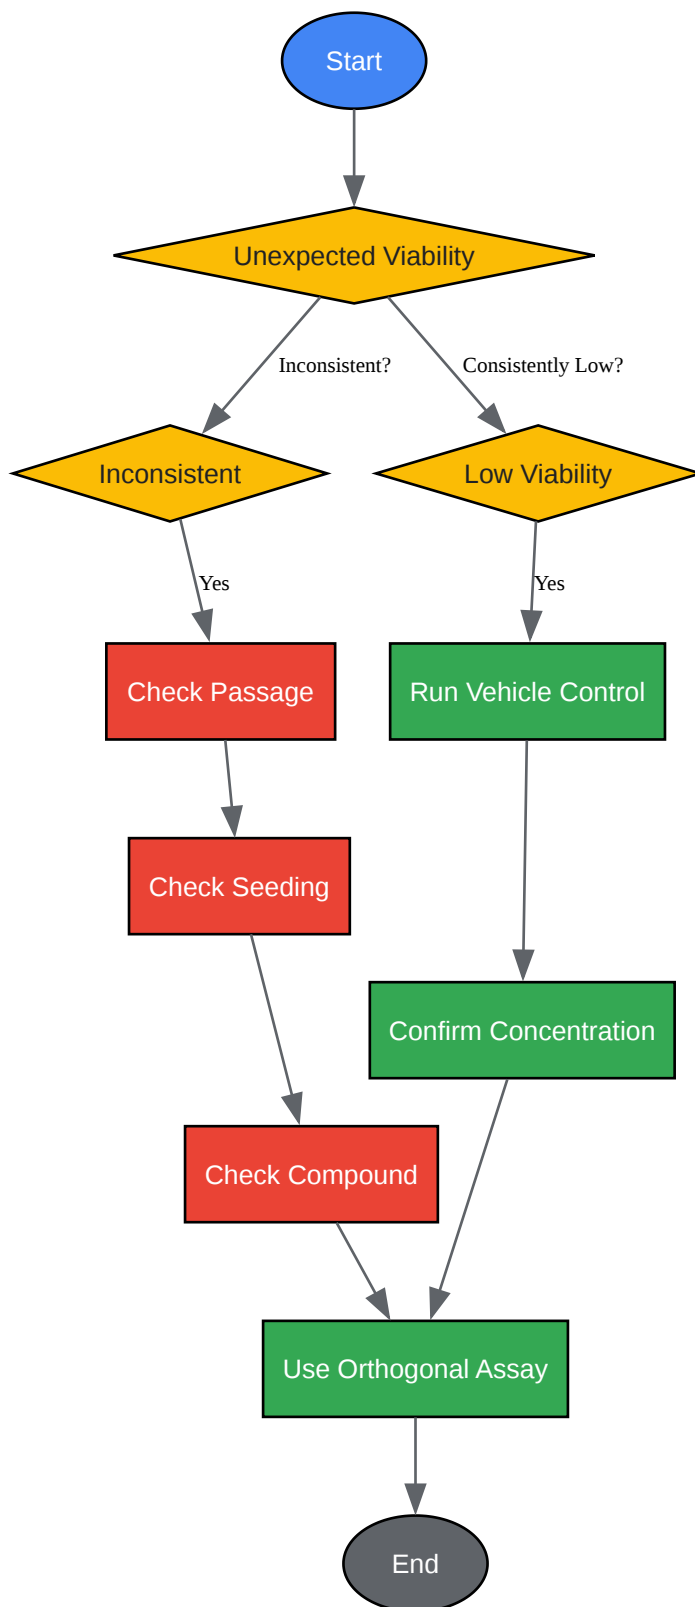 Start
Unexpected Viability
Inconsistent?
Consistently Low?
Inconsistent
Low Viability
Yes
Yes
Check Passage
Run Vehicle Control
Check Seeding
Confirm Concentration
Check Compound
Use Orthogonal Assay
End